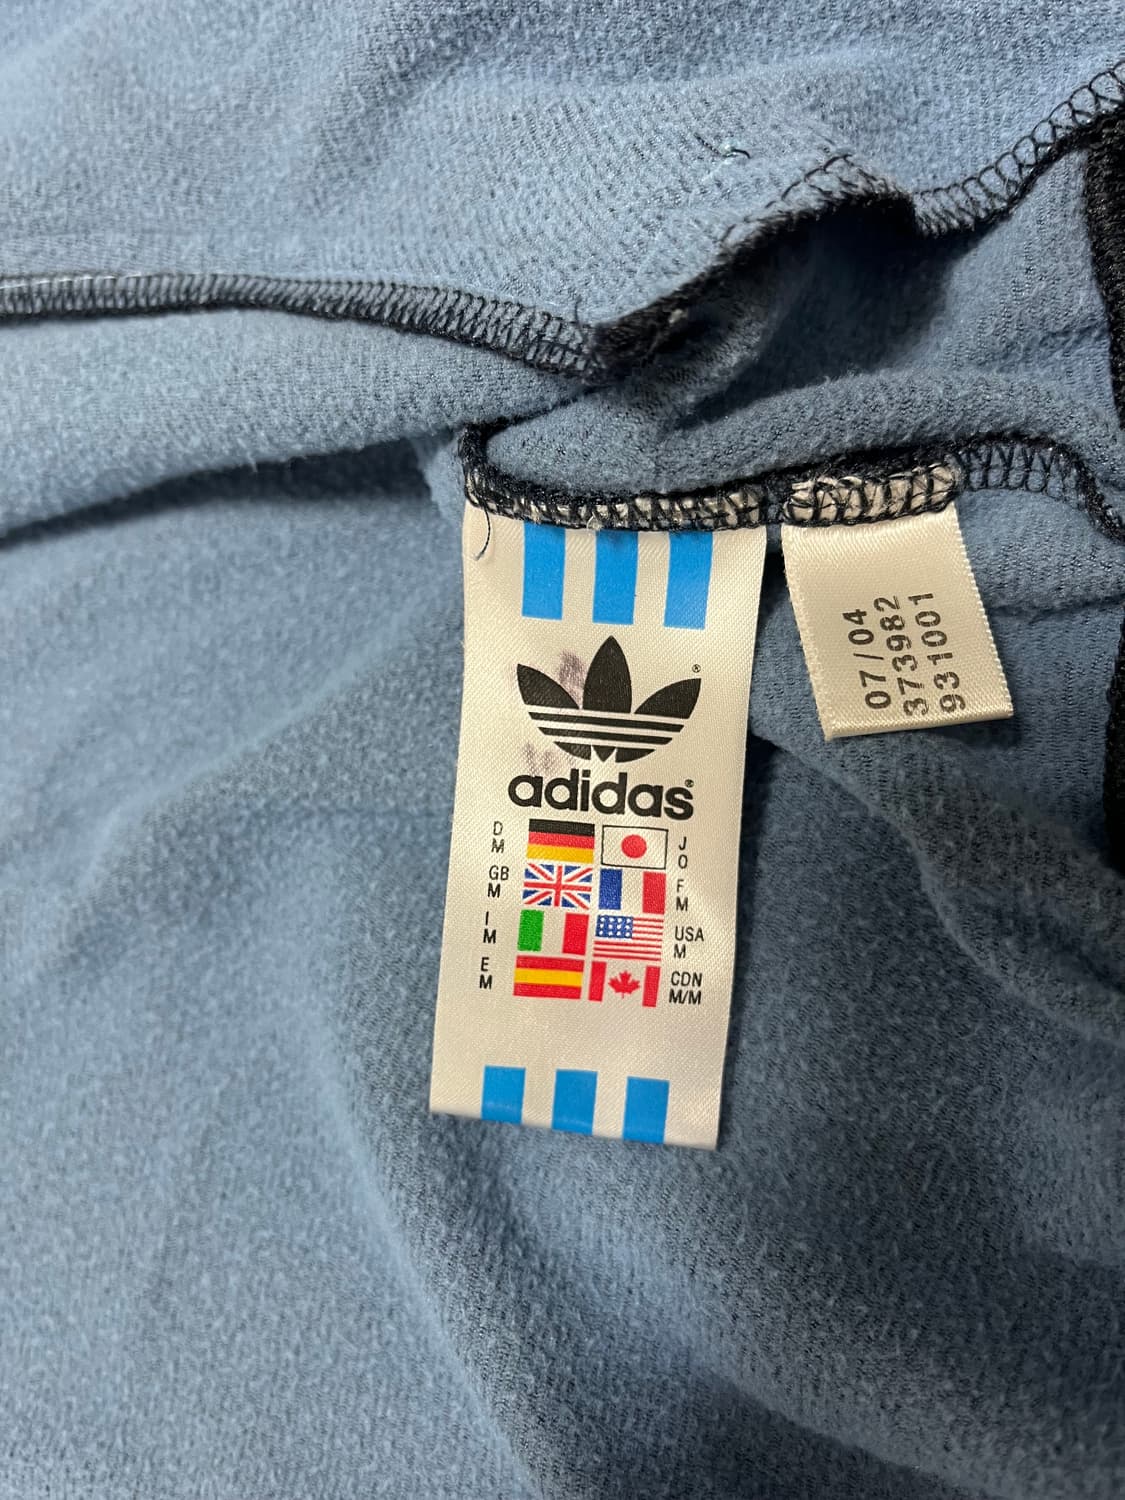 adidas®
D
M
J
O
GB
M
F
M
I
M
USA
M
E
M
CDN
M/M
07/04
373982
931001